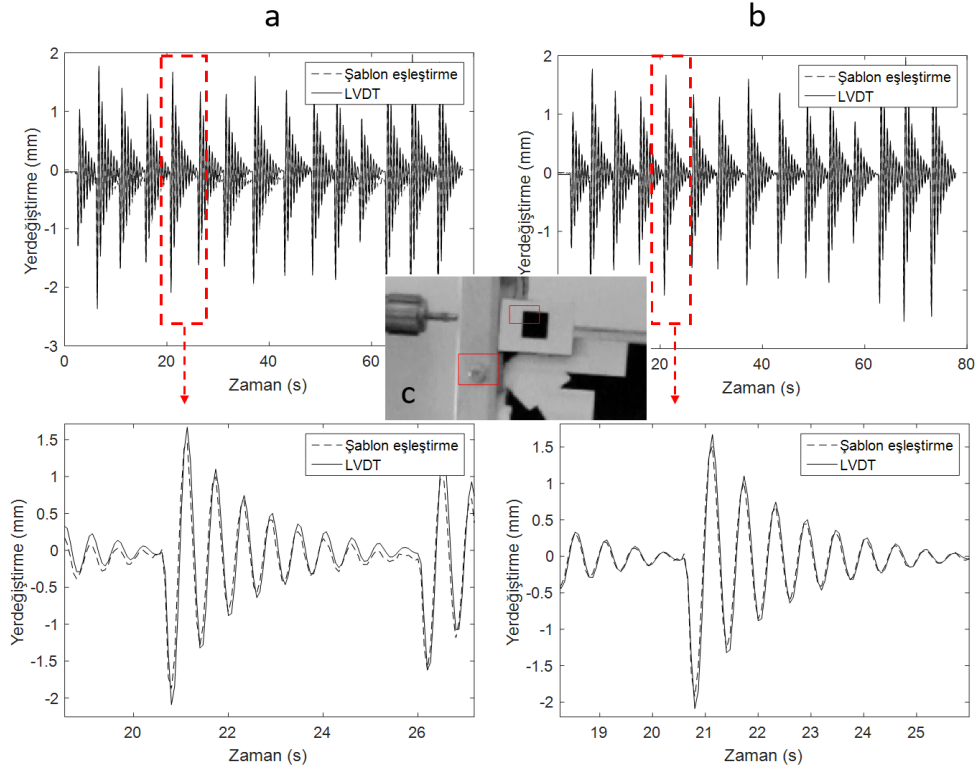 a
b
2
1
0
-1
-2
-3
0
20
40
60
Yerdeğiştirme (mm)
Zaman (s)
Şablon eşleştirme
LVDT
2
1
0
-1
20
40
60
80
Yerdeğiştirme (mm)
Zaman (s)
Şablon eşleştirme
LVDT
c
1.5
1
0.5
0
-0.5
-1
-1.5
-2
20
22
24
26
Yerdeğiştirme (mm)
Zaman (s)
Şablon eşleştirme
LVDT
1.5
1
0.5
0
-0.5
-1
-1.5
-2
19
20
21
22
23
24
25
Yerdeğiştirme (mm)
Zaman (s)
Şablon eşleştirme
LVDT